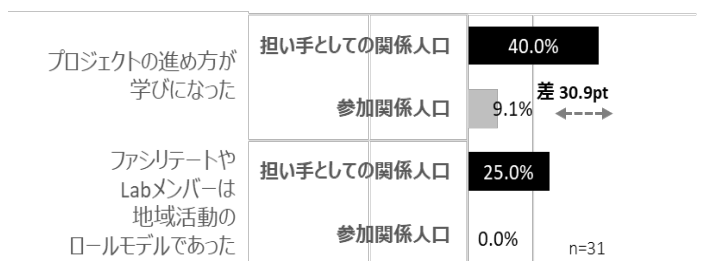 プロジェクトの進め方が
学びになった
担い手としての関係人口
40.0%
参加関係人口
9.1%
差 30.9pt
ファシリテートや
Labメンバーは
地域活動の
ロールモデルであった
担い手としての関係人口
25.0%
参加関係人口
0.0%
n=31